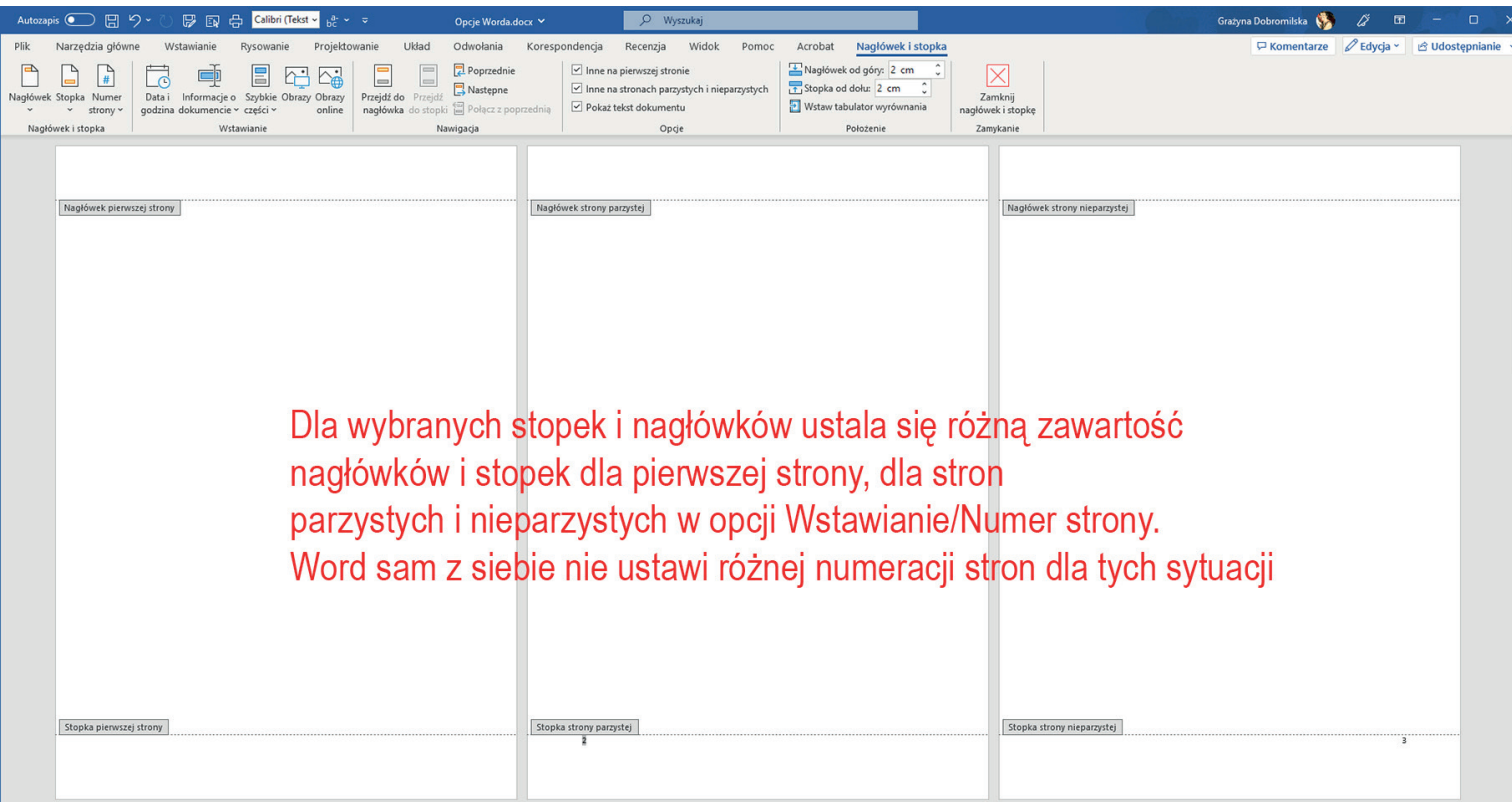 Autozapis
Calibri (Tekst
Opcje Worda.docx
Wyszukaj
Grażyna Dobromilska
Plik Narzędzia główne Wstawianie Rysowanie Projektowanie Układ Odwołania Korespondencja Recenzja Widok Pomoc Acrobat Nagłówek i stopka
Komentarze Edycja Udostępnianie
Nagłówek Stopka Numer strony
Nagłówek i stopka
Data i godzina Informacje o dokumencie Szybkie części Obrazy Obrazy online
Wstawianie
Przejdź do nagłówka Przejdź do stopki
Poprzednie
Następne
Połącz z poprzednią
Nawigacja
Inne na pierwszej stronie
Inne na stronach parzystych i nieparzystych
Pokaż tekst dokumentu
Opcje
Nagłówek od góry: 2 cm
Stopka od dołu: 2 cm
Wstaw tabulator wyrównania
Położenie
Zamknij nagłówek i stopkę
Zamykanie
Nagłówek pierwszej strony
Nagłówek strony parzystej
Nagłówek strony nieparzystej
Dla wybranych stopek i nagłówków ustala się różną zawartość
nagłówków i stopek dla pierwszej strony, dla stron
parzystych i nieparzystych w opcji Wstawianie/Numer strony.
Word sam z siebie nie ustawi różnej numeracji stron dla tych sytuacji
Stopka pierwszej strony
Stopka strony parzystej
Stopka strony nieparzystej
2
3